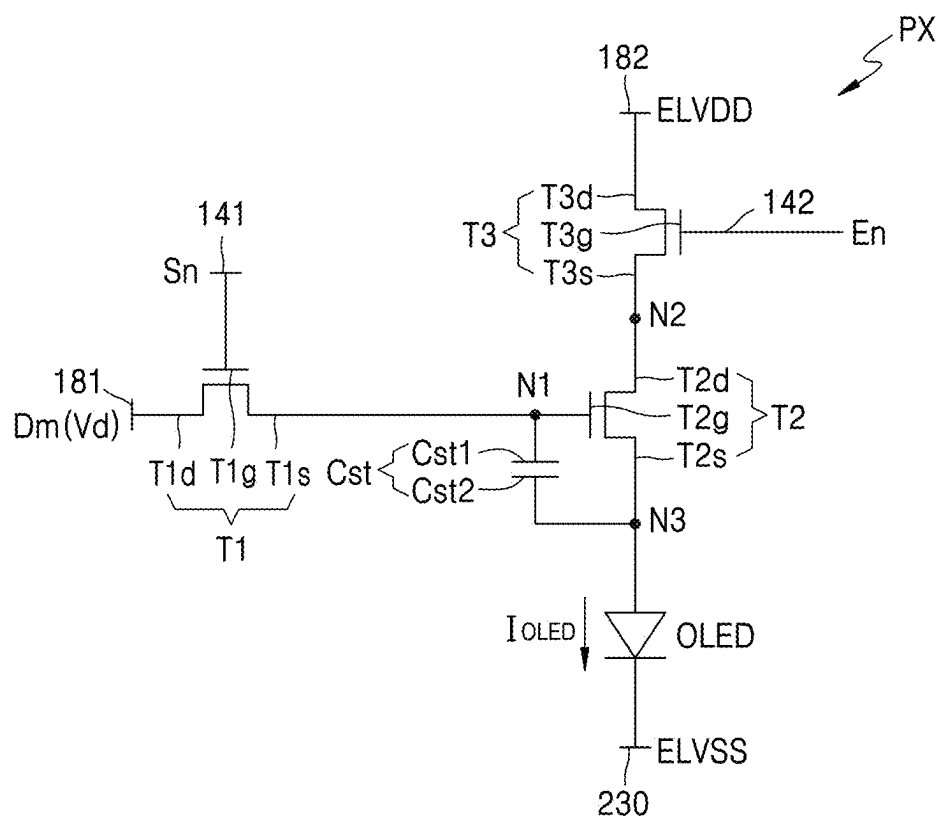 PX
182
ELVDD
T3d
T3 T3g
T3s
142
En
141
Sn
N2
181
Dm(Vd)
N1
T2d
T2g T2
T2s
T1d T1g T1s
T1
Cst Cst1
Cst2
N3
IOLED
OLED
ELVSS
230